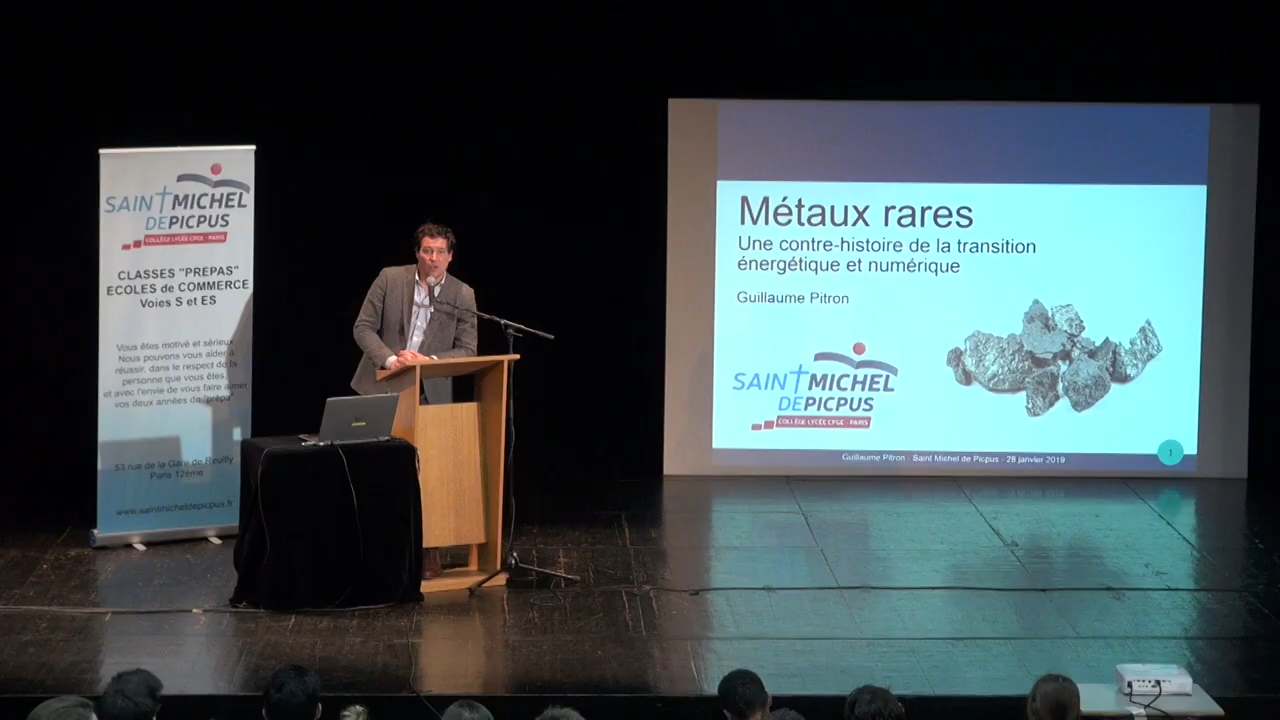 SAINT MICHEL
DE PICPUS
COLLÈGE LYCÉE CPGE - PARIS
CLASSES "PREPAS"
ECOLES de COMMERCE
Voies S et ES
Vous êtes motivé et sérieux
Nous pouvons vous aider à
réussir, dans le respect de la
personne que vous êtes,
et avec l'envie de vous faire aimer
vos deux années de "prépa"
53 rue de la Gare de Reuilly
Paris 12ème
www.saintmicheldepicpus.fr
Métaux rares
Une contre-histoire de la transition
énergétique et numérique
Guillaume Pitron
SAINT MICHEL
DE PICPUS
COLLÈGE LYCÉE CPGE - PARIS
Guillaume Pitron - Saint Michel de Picpus - 28 janvier 2019
1